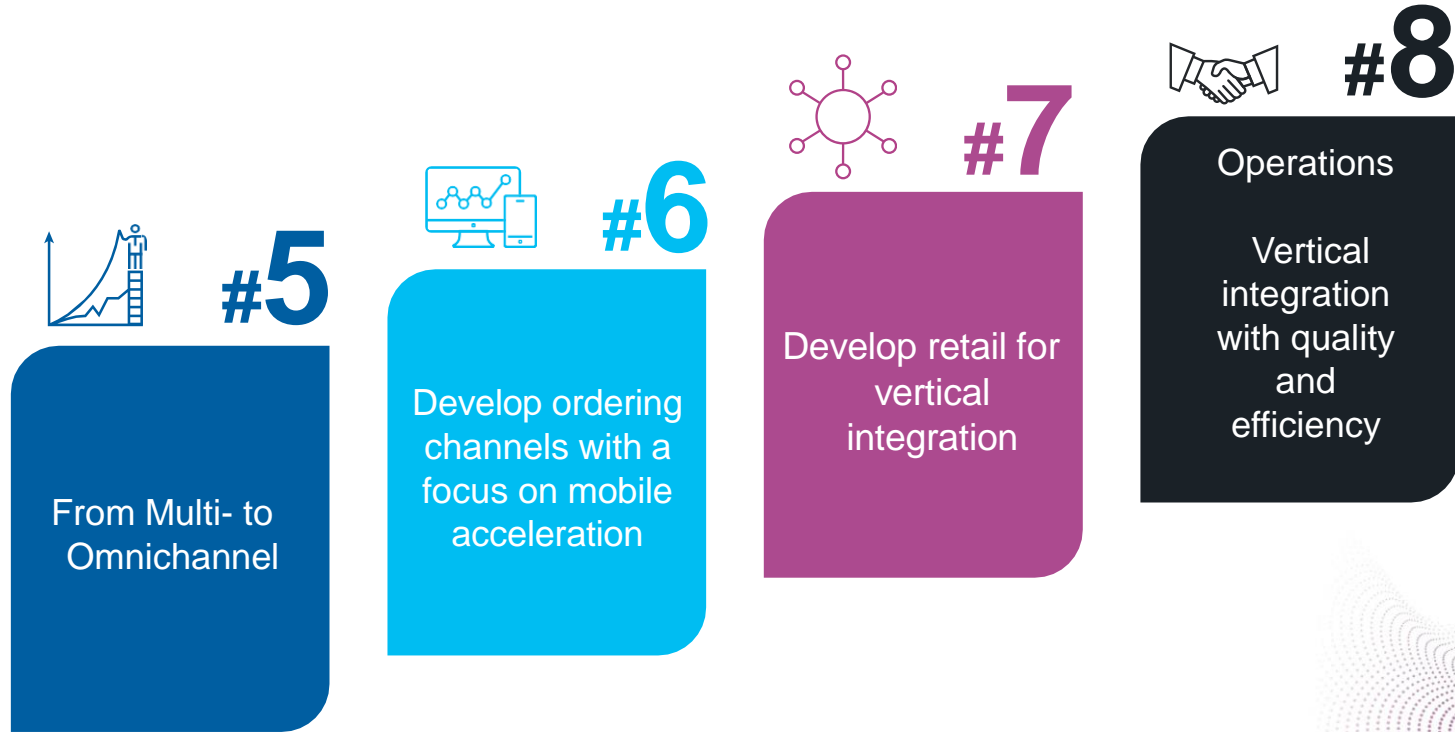 #5
From Multi- to
Omnichannel
#6
Develop ordering
channels with a
focus on mobile
acceleration
#7
Develop retail for
vertical
integration
#8
Operations
Vertical
integration
with quality
and
efficiency